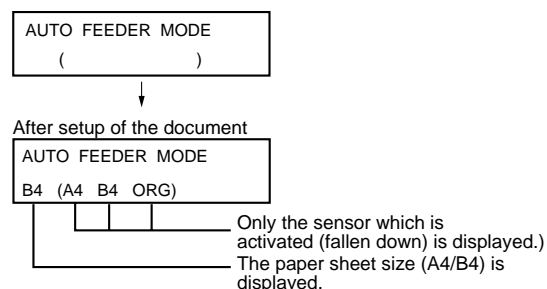 AUTO FEEDER MODE
( )
After setup of the document
AUTO FEEDER MODE
B4 (A4 B4 ORG)
Only the sensor which is
activated (fallen down) is displayed.)
The paper sheet size (A4/B4) is
displayed.